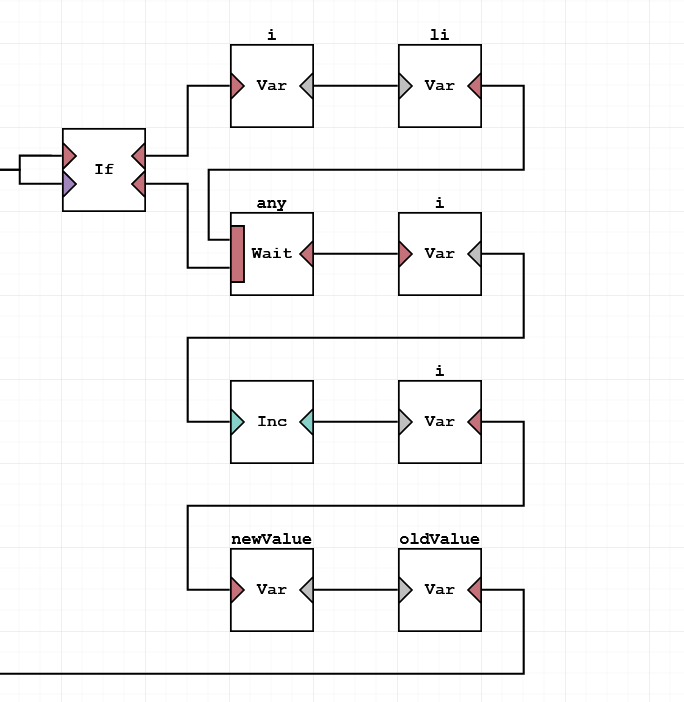 i li
Var Var
If
any i
Wait Var
i
Inc Var
newValue oldValue
Var Var